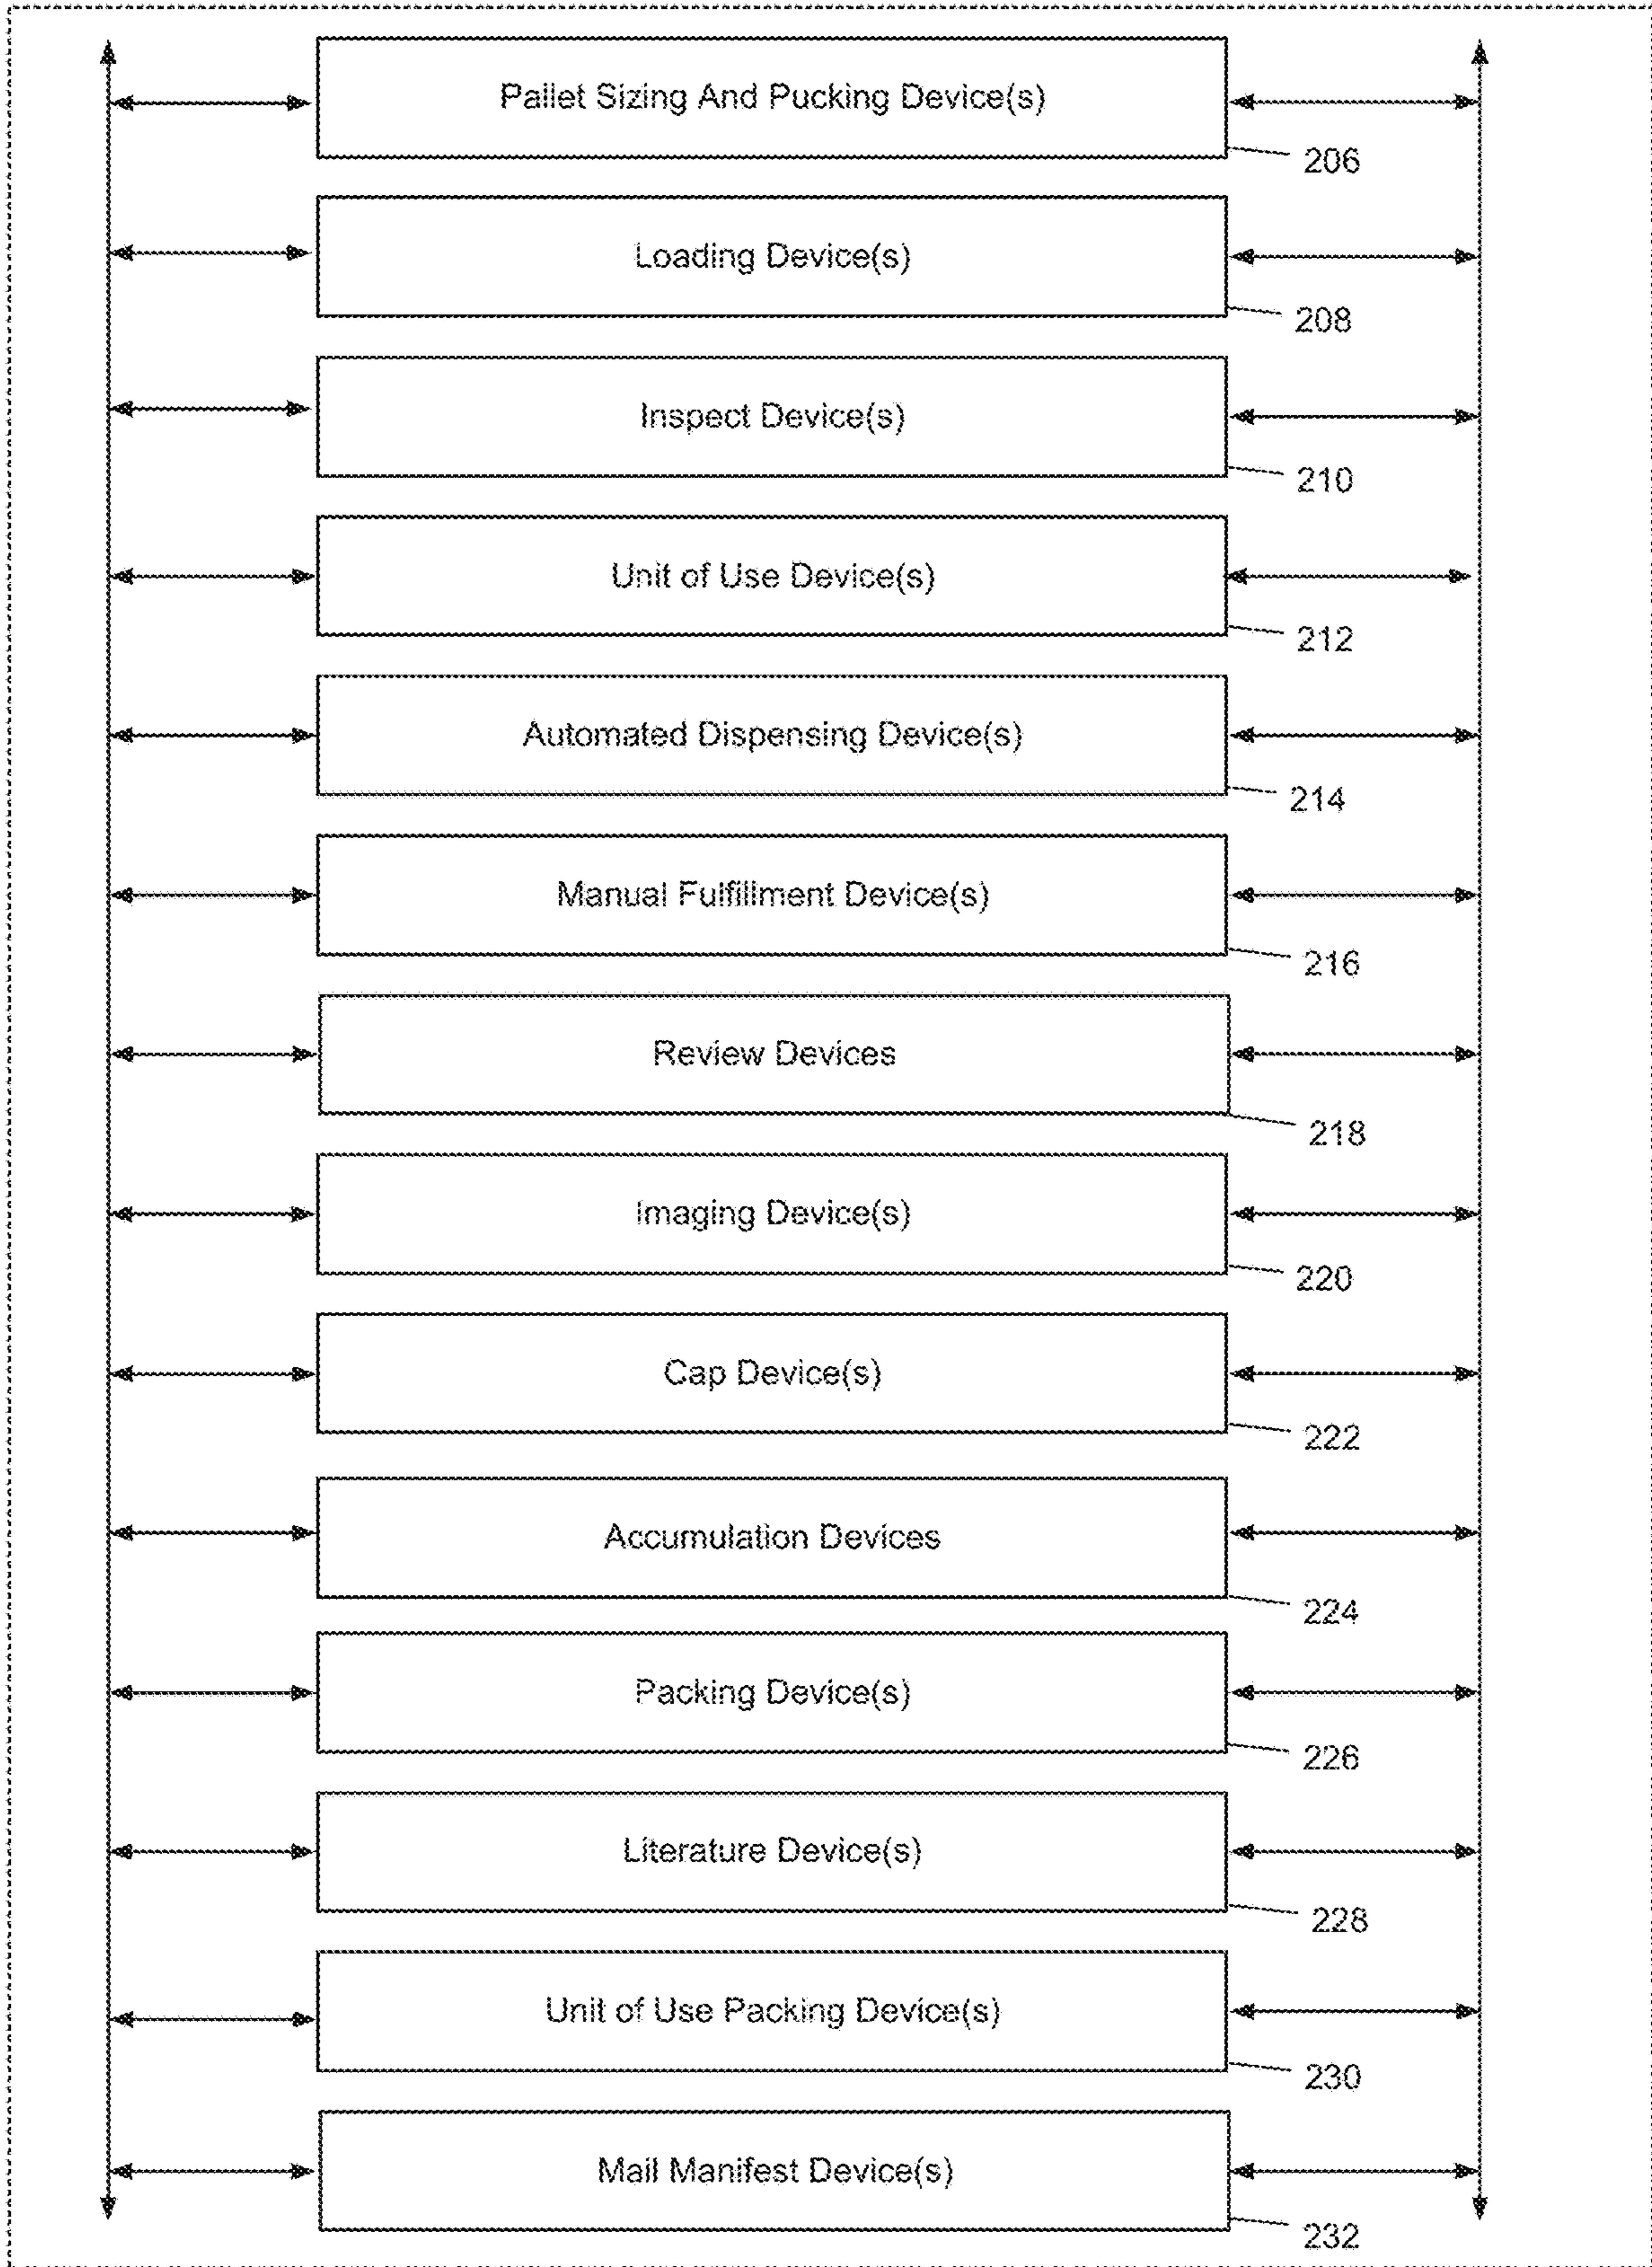 Pallet Sizing And Pucking Device(s)
206
Loading Device(s)
208
Inspect Device(s)
210
Unit of Use Device(s)
212
Automated Dispensing Device(s)
214
Manual Fulfillment Device(s)
216
Review Devices
218
Imaging Device(s)
220
Cap Device(s)
222
Accumulation Devices
224
Packing Device(s)
226
Literature Device(s)
228
Unit of Use Packing Device(s)
230
Mail Manifest Device(s)
232